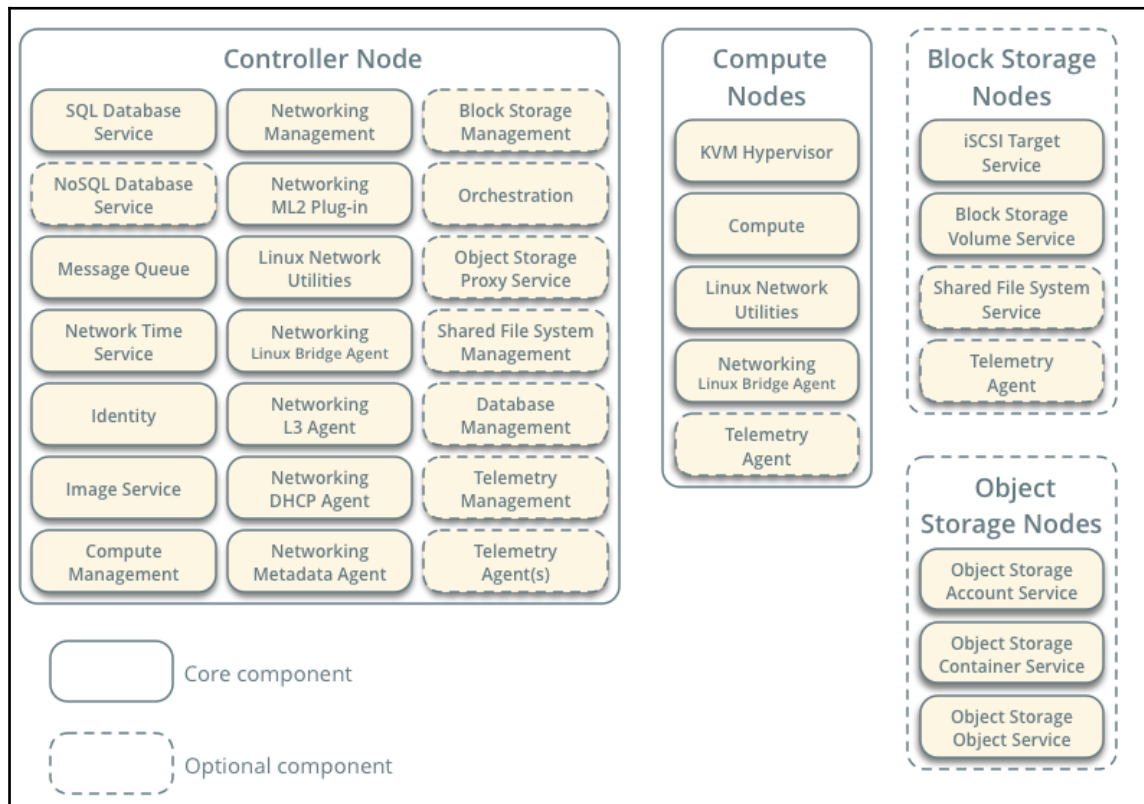 Controller Node
SQL Database
Service
Networking
Management
Block Storage
Management
NoSQL Database
Service
Networking
ML2 Plug-in
Orchestration
Message Queue
Linux Network
Utilities
Object Storage
Proxy Service
Network Time
Service
Networking
Linux Bridge Agent
Shared File System
Management
Identity
Networking
L3 Agent
Database
Management
Image Service
Networking
DHCP Agent
Telemetry
Management
Compute
Management
Networking
Metadata Agent
Telemetry
Agent(s)
Compute
Nodes
KVM Hypervisor
Compute
Linux Network
Utilities
Networking
Linux Bridge Agent
Telemetry
Agent
Block Storage
Nodes
iSCSI Target
Service
Block Storage
Volume Service
Shared File System
Service
Telemetry
Agent
Object
Storage Nodes
Object Storage
Account Service
Object Storage
Container Service
Object Storage
Object Service
Core component
Optional component